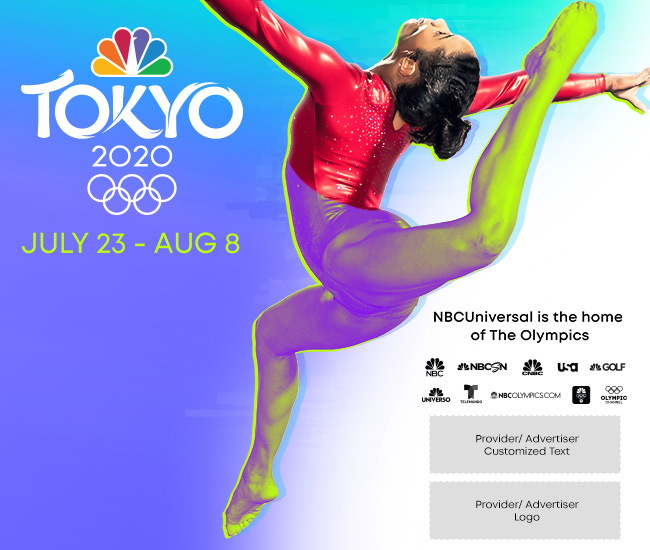 TOKYO
2020
JULY 23 - AUG 8
NBCUniversal is the home
of The Olympics
NBC
NBCSN
CNBC
USA
GOLF
UNIVERSO
TELEMUNDO
NBCOLYMPICS.COM
OLYMPIC
CHANNEL
Provider/ Advertiser
Customized Text
Provider/ Advertiser
Logo